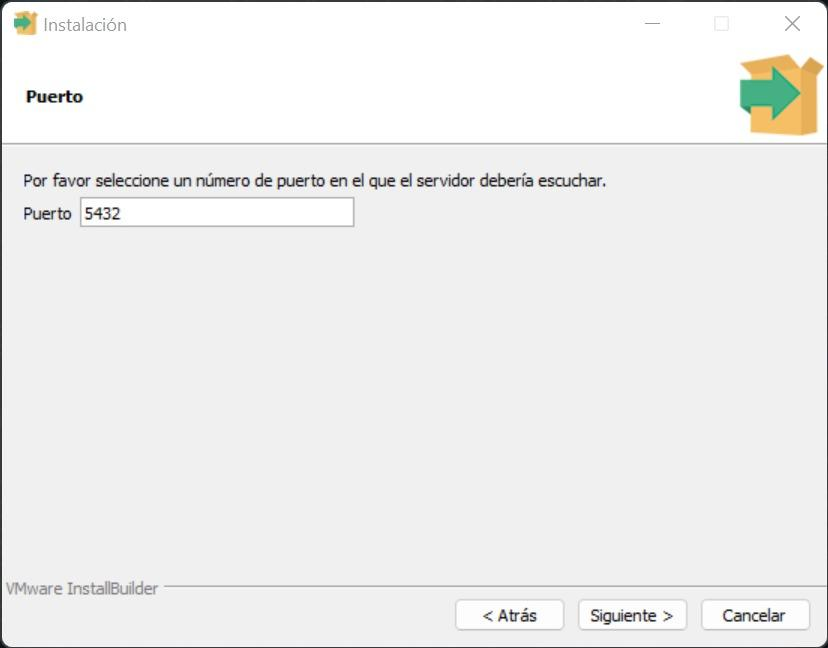 Instalación
Puerto
Por favor seleccione un número de puerto en el que el servidor debería escuchar.
Puerto 5432
VMware InstallBuilder
< Atrás Siguiente > Cancelar